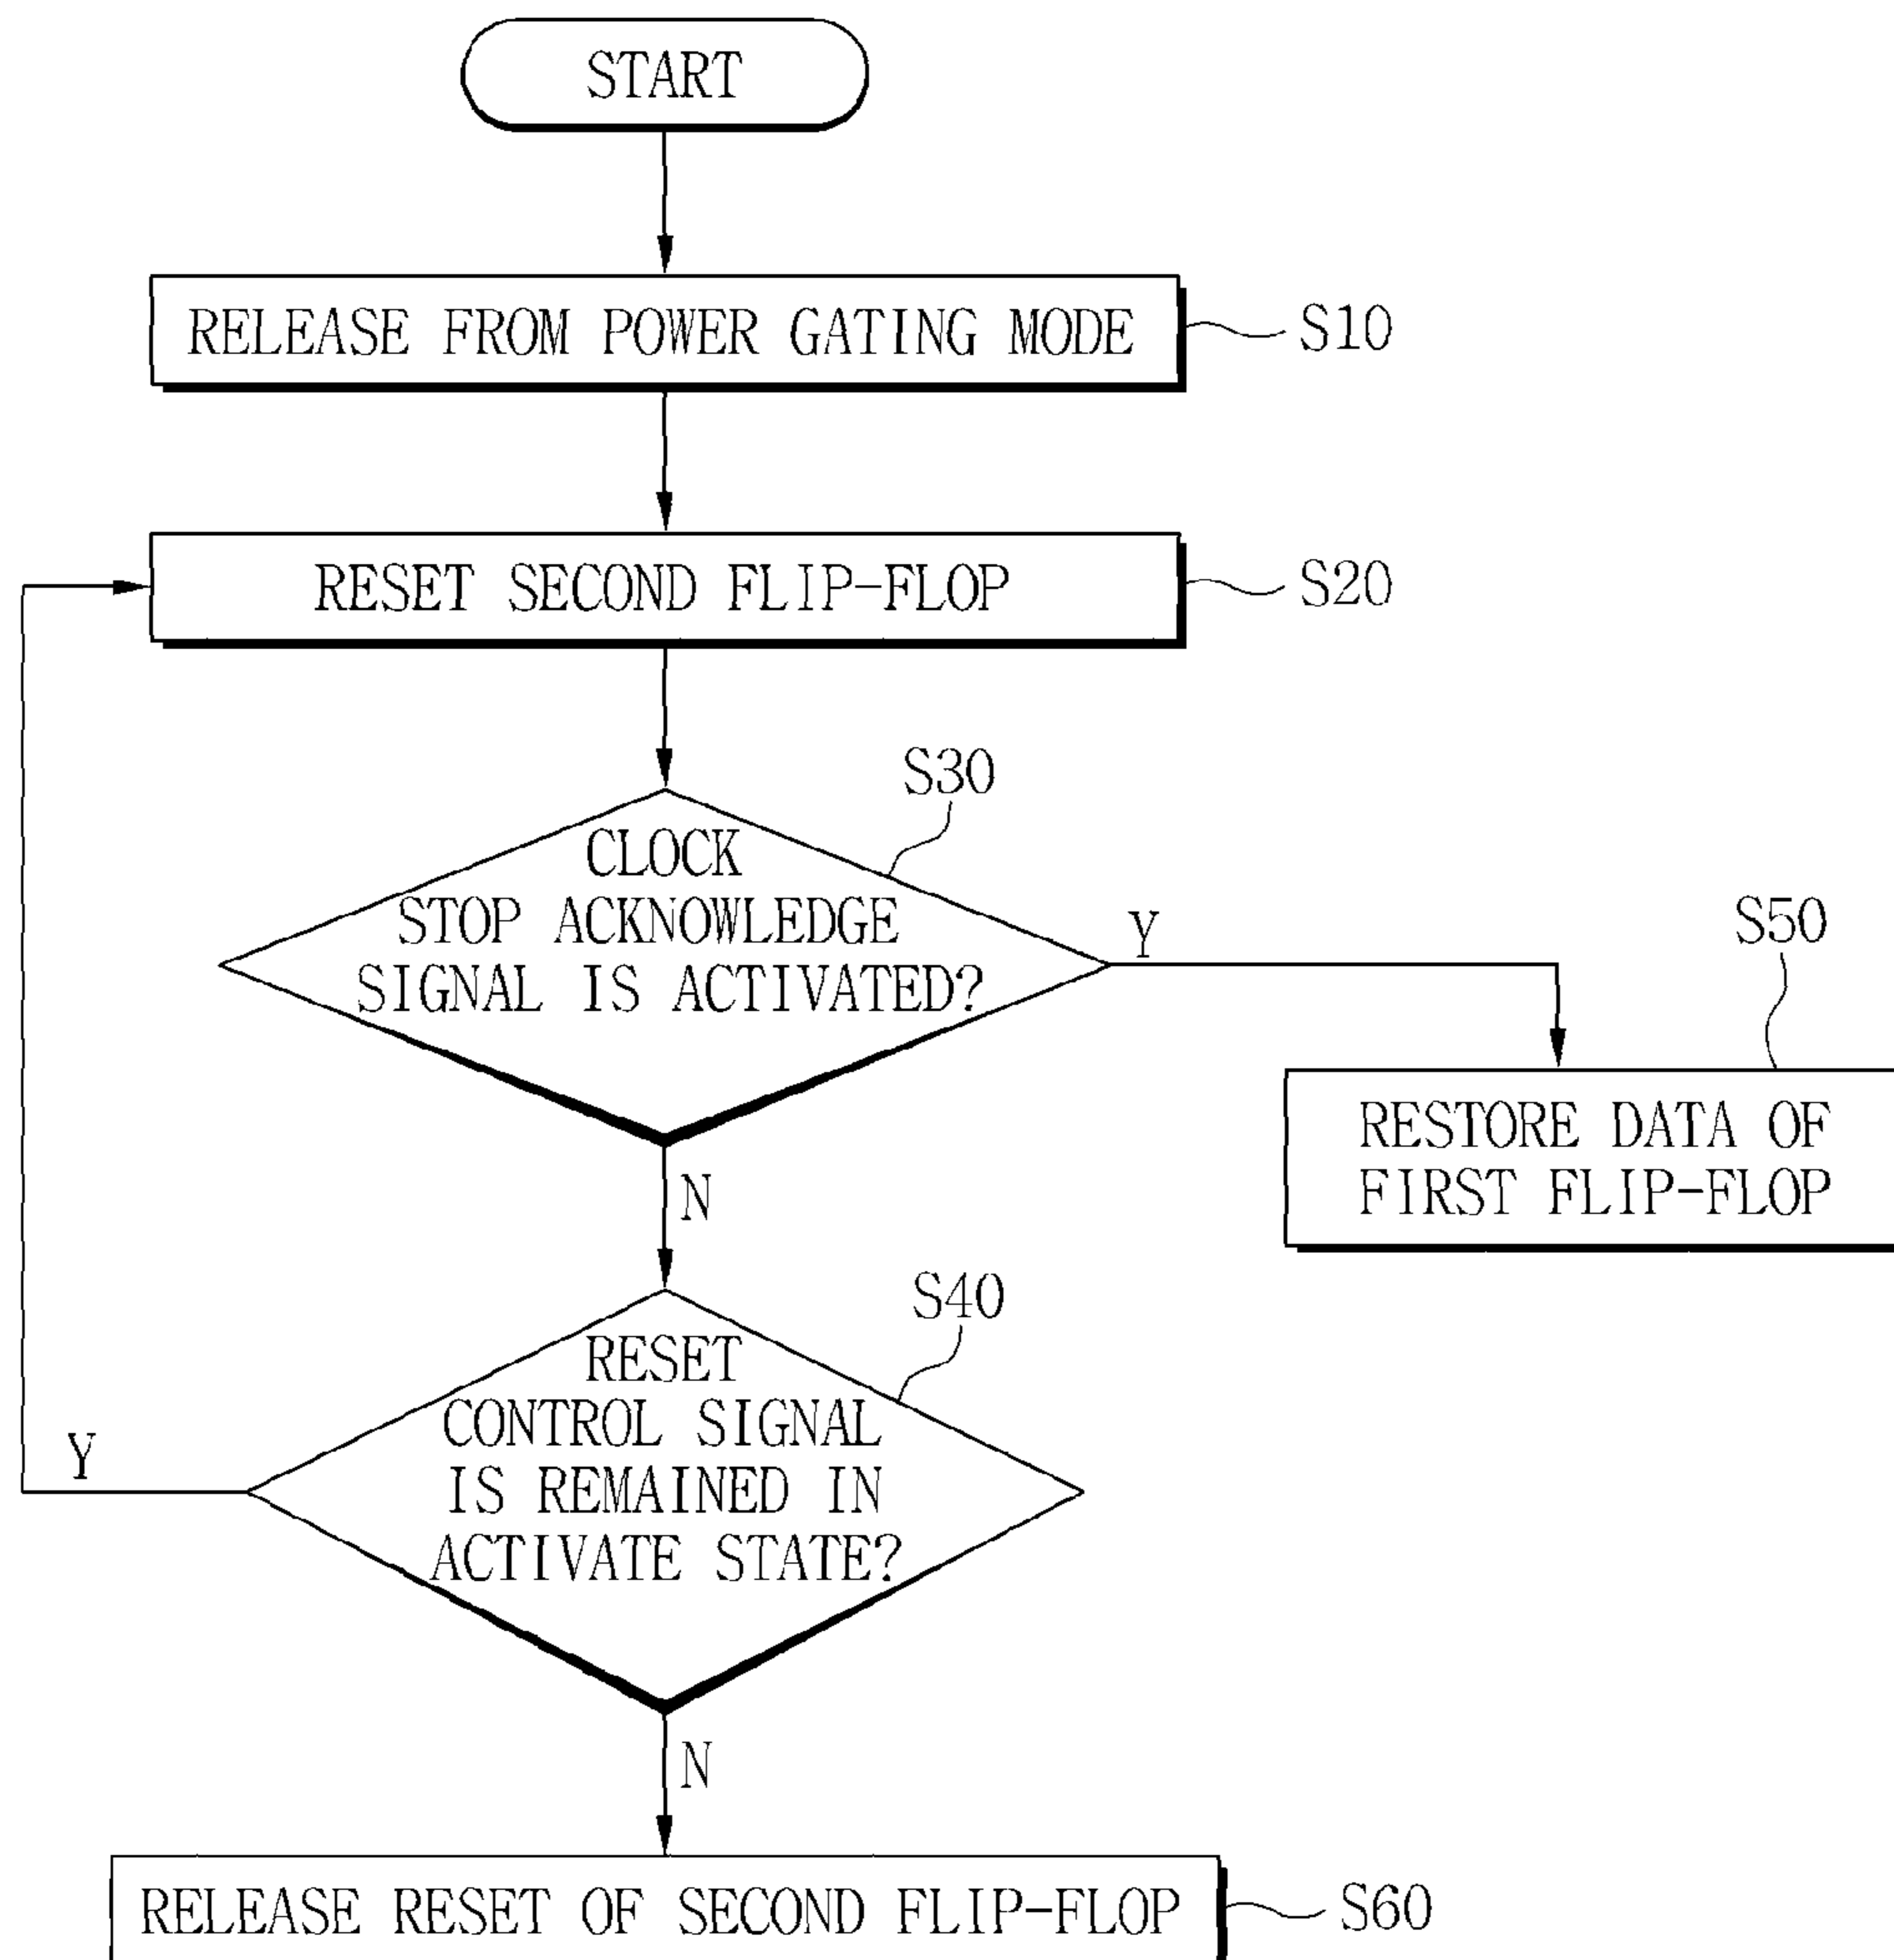 START
RELEASE FROM POWER GATING MODE
S10
RESET SECOND FLIP-FLOP
S20
S30
CLOCK
STOP ACKNOWLEDGE
SIGNAL IS ACTIVATED?
Y
S50
RESTORE DATA OF
FIRST FLIP-FLOP
N
S40
RESET
CONTROL SIGNAL
IS REMAINED IN
ACTIVATE STATE?
Y
N
RELEASE RESET OF SECOND FLIP-FLOP
S60